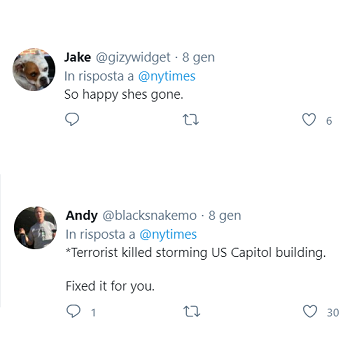 Jake @gizywidget · 8 gen
In risposta a @nytimes
So happy shes gone.
6
Andy @blacksnakemo · 8 gen
In risposta a @nytimes
*Terrorist killed storming US Capitol building.
Fixed it for you.
1 30